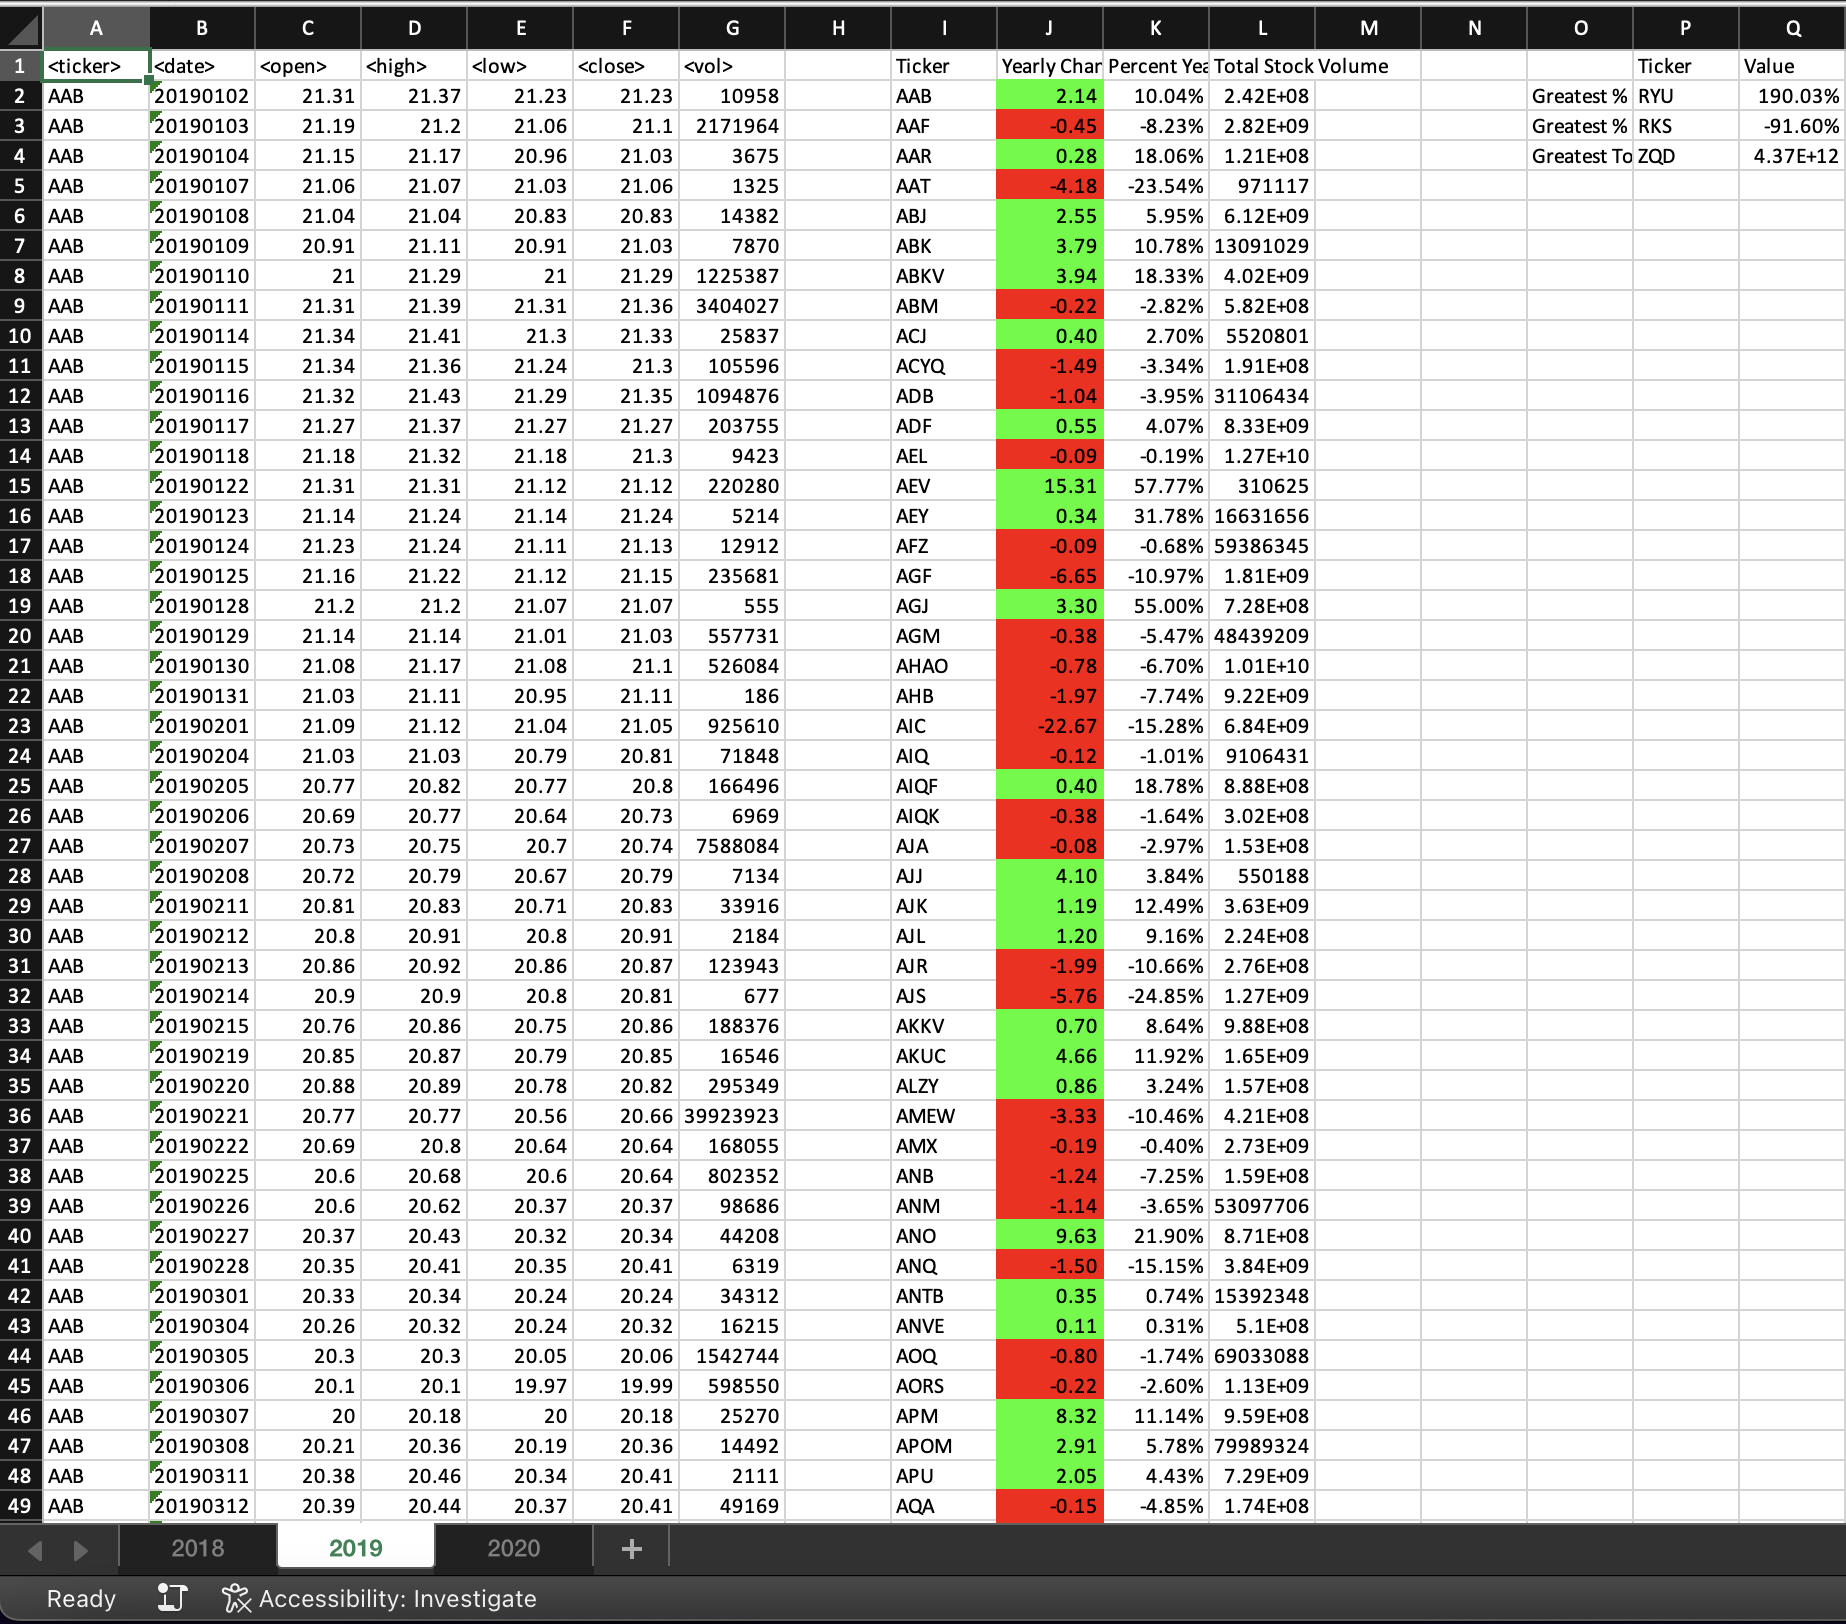 A B C D E F G H I J K L M N O P Q
1 <ticker> <date> <open> <high> <low> <close> <vol> Ticker Yearly Char Percent Yea Total Stock Volume Ticker Value
2 AAB 20190102 21.31 21.37 21.23 21.23 10958 AAB 2.14 10.04% 2.42E+08 Greatest % RYU 190.03%
3 AAB 20190103 21.19 21.2 21.06 21.1 2171964 AAF -0.45 -8.23% 2.82E+09 Greatest % RKS -91.60%
4 AAB 20190104 21.15 21.17 20.96 21.03 3675 AAR 0.28 18.06% 1.21E+08 Greatest To ZQD 4.37E+12
5 AAB 20190107 21.06 21.07 21.03 21.06 1325 AAT -4.18 -23.54% 971117
6 AAB 20190108 21.04 21.04 20.83 20.83 14382 ABJ 2.55 5.95% 6.12E+09
7 AAB 20190109 20.91 21.11 20.91 21.03 7870 ABK 3.79 10.78% 13091029
8 AAB 20190110 21 21.29 21 21.29 1225387 ABKV 3.94 18.33% 4.02E+09
9 AAB 20190111 21.31 21.39 21.31 21.36 3404027 ABM -0.22 -2.82% 5.82E+08
10 AAB 20190114 21.34 21.41 21.3 21.33 25837 ACJ 0.40 2.70% 5520801
11 AAB 20190115 21.34 21.36 21.24 21.3 105596 ACYQ -1.49 -3.34% 1.91E+08
12 AAB 20190116 21.32 21.43 21.29 21.35 1094876 ADB -1.04 -3.95% 31106434
13 AAB 20190117 21.27 21.37 21.27 21.27 203755 ADF 0.55 4.07% 8.33E+09
14 AAB 20190118 21.18 21.32 21.18 21.3 9423 AEL -0.09 -0.19% 1.27E+10
15 AAB 20190122 21.31 21.31 21.12 21.12 220280 AEV 15.31 57.77% 310625
16 AAB 20190123 21.14 21.24 21.14 21.24 5214 AEY 0.34 31.78% 16631656
17 AAB 20190124 21.23 21.24 21.11 21.13 12912 AFZ -0.09 -0.68% 59386345
18 AAB 20190125 21.16 21.22 21.12 21.15 235681 AGF -6.65 -10.97% 1.81E+09
19 AAB 20190128 21.2 21.2 21.07 21.07 555 AGJ 3.30 55.00% 7.28E+08
20 AAB 20190129 21.14 21.14 21.01 21.03 557731 AGM -0.38 -5.47% 48439209
21 AAB 20190130 21.08 21.17 21.08 21.1 526084 AHAO -0.78 -6.70% 1.01E+10
22 AAB 20190131 21.03 21.11 20.95 21.11 186 AHB -1.97 -7.74% 9.22E+09
23 AAB 20190201 21.09 21.12 21.04 21.05 925610 AIC -22.67 -15.28% 6.84E+09
24 AAB 20190204 21.03 21.03 20.79 20.81 71848 AIQ -0.12 -1.01% 9106431
25 AAB 20190205 20.77 20.82 20.77 20.8 166496 AIQF 0.40 18.78% 8.88E+08
26 AAB 20190206 20.69 20.77 20.64 20.73 6969 AIQK -0.38 -1.64% 3.02E+08
27 AAB 20190207 20.73 20.75 20.7 20.74 7588084 AJA -0.08 -2.97% 1.53E+08
28 AAB 20190208 20.72 20.79 20.67 20.79 7134 AJJ 4.10 3.84% 550188
29 AAB 20190211 20.81 20.83 20.71 20.83 33916 AJK 1.19 12.49% 3.63E+09
30 AAB 20190212 20.8 20.91 20.8 20.91 2184 AJL 1.20 9.16% 2.24E+08
31 AAB 20190213 20.86 20.92 20.86 20.87 123943 AJR -1.99 -10.66% 2.76E+08
32 AAB 20190214 20.9 20.9 20.8 20.81 677 AJS -5.76 -24.85% 1.27E+09
33 AAB 20190215 20.76 20.86 20.75 20.86 188376 AKKV 0.70 8.64% 9.88E+08
34 AAB 20190219 20.85 20.87 20.79 20.85 16546 AKUC 4.66 11.92% 1.65E+09
35 AAB 20190220 20.88 20.89 20.78 20.82 295349 ALZY 0.86 3.24% 1.57E+08
36 AAB 20190221 20.77 20.77 20.56 20.66 39923923 AMEW -3.33 -10.46% 4.21E+08
37 AAB 20190222 20.69 20.8 20.64 20.64 168055 AMX -0.19 -0.40% 2.73E+09
38 AAB 20190225 20.6 20.68 20.6 20.64 802352 ANB -1.24 -7.25% 1.59E+08
39 AAB 20190226 20.6 20.62 20.37 20.37 98686 ANM -1.14 -3.65% 53097706
40 AAB 20190227 20.37 20.43 20.32 20.34 44208 ANO 9.63 21.90% 8.71E+08
41 AAB 20190228 20.35 20.41 20.35 20.41 6319 ANQ -1.50 -15.15% 3.84E+09
42 AAB 20190301 20.33 20.34 20.24 20.24 34312 ANTB 0.35 0.74% 15392348
43 AAB 20190304 20.26 20.32 20.24 20.32 16215 ANVE 0.11 0.31% 5.1E+08
44 AAB 20190305 20.3 20.3 20.05 20.06 1542744 AOQ -0.80 -1.74% 69033088
45 AAB 20190306 20.1 20.1 19.97 19.99 598550 AORS -0.22 -2.60% 1.13E+09
46 AAB 20190307 20 20.18 20 20.18 25270 APM 8.32 11.14% 9.59E+08
47 AAB 20190308 20.21 20.36 20.19 20.36 14492 APOM 2.91 5.78% 79989324
48 AAB 20190311 20.38 20.46 20.34 20.41 2111 APU 2.05 4.43% 7.29E+09
49 AAB 20190312 20.39 20.44 20.37 20.41 49169 AQA -0.15 -4.85% 1.74E+08
2018 2019 2020 +
Ready Accessibility: Investigate